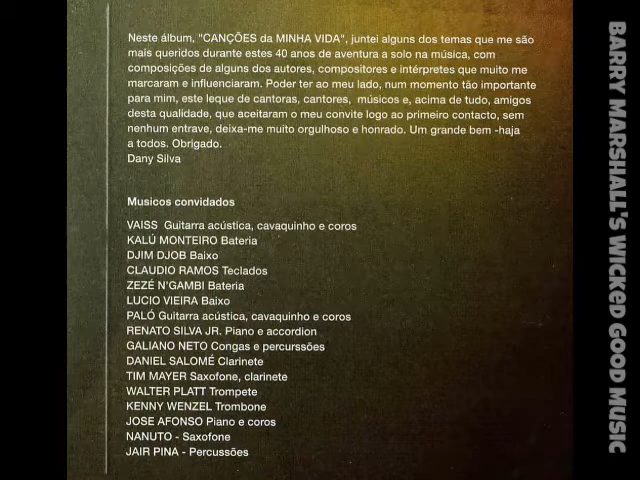 Neste álbum, "CANÇÕES da MINHA VIDA", juntei alguns dos temas que me são
mais queridos durante estes 40 anos de aventura a solo na música, com
composições de alguns dos autores, compositores e intérpretes que muito me
marcaram e influenciaram. Poder ter ao meu lado, num momento tão importante
para mim, este leque de cantoras, cantores, músicos e, acima de tudo, amigos
desta qualidade, que aceitaram o meu convite logo ao primeiro contacto, sem
nenhum entrave, deixa-me muito orgulhoso e honrado. Um grande bem -haja
a todos. Obrigado.
Dany Silva
Musicos convidados
VAISS Guitarra acústica, cavaquinho e coros
KALÚ MONTEIRO Bateria
DJIM DJOB Baixo
CLAUDIO RAMOS Teclados
ZEZÉ N'GAMBI Bateria
LUCIO VIEIRA Baixo
PALÓ Guitarra acústica, cavaquinho e coros
RENATO SILVA JR. Piano e accordion
GALIANO NETO Congas e percurssões
DANIEL SALOMÉ Clarinete
TIM MAYER Saxofone, clarinete
WALTER PLATT Trompete
KENNY WENZEL Trombone
JOSE AFONSO Piano e coros
NANUTO - Saxofone
JAIR PINA - Percussões
BARRY MARSHALL'S WICKED GOOD MUSIC